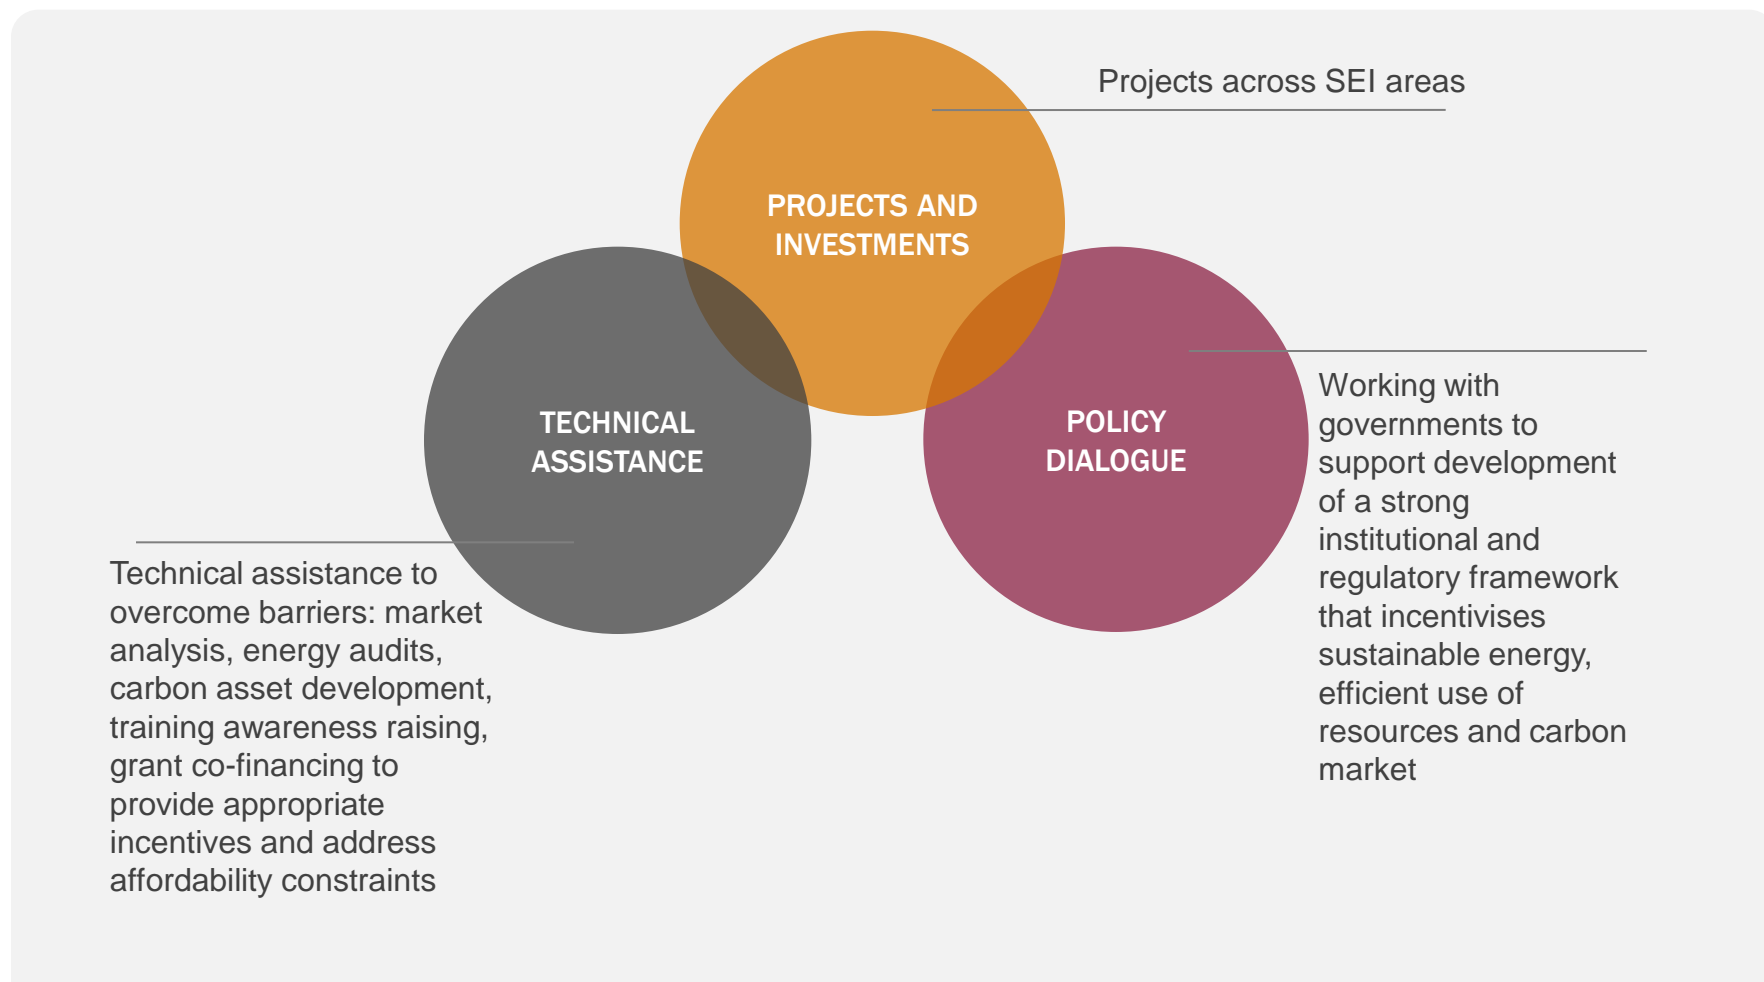 Projects across SEI areas
PROJECTS AND
INVESTMENTS
TECHNICAL
ASSISTANCE
POLICY
DIALOGUE
Technical assistance to
overcome barriers: market
analysis, energy audits,
carbon asset development,
training awareness raising,
grant co-financing to
provide appropriate
incentives and address
affordability constraints
Working with
governments to
support development
of a strong
institutional and
regulatory framework
that incentivises
sustainable energy,
efficient use of
resources and carbon
market